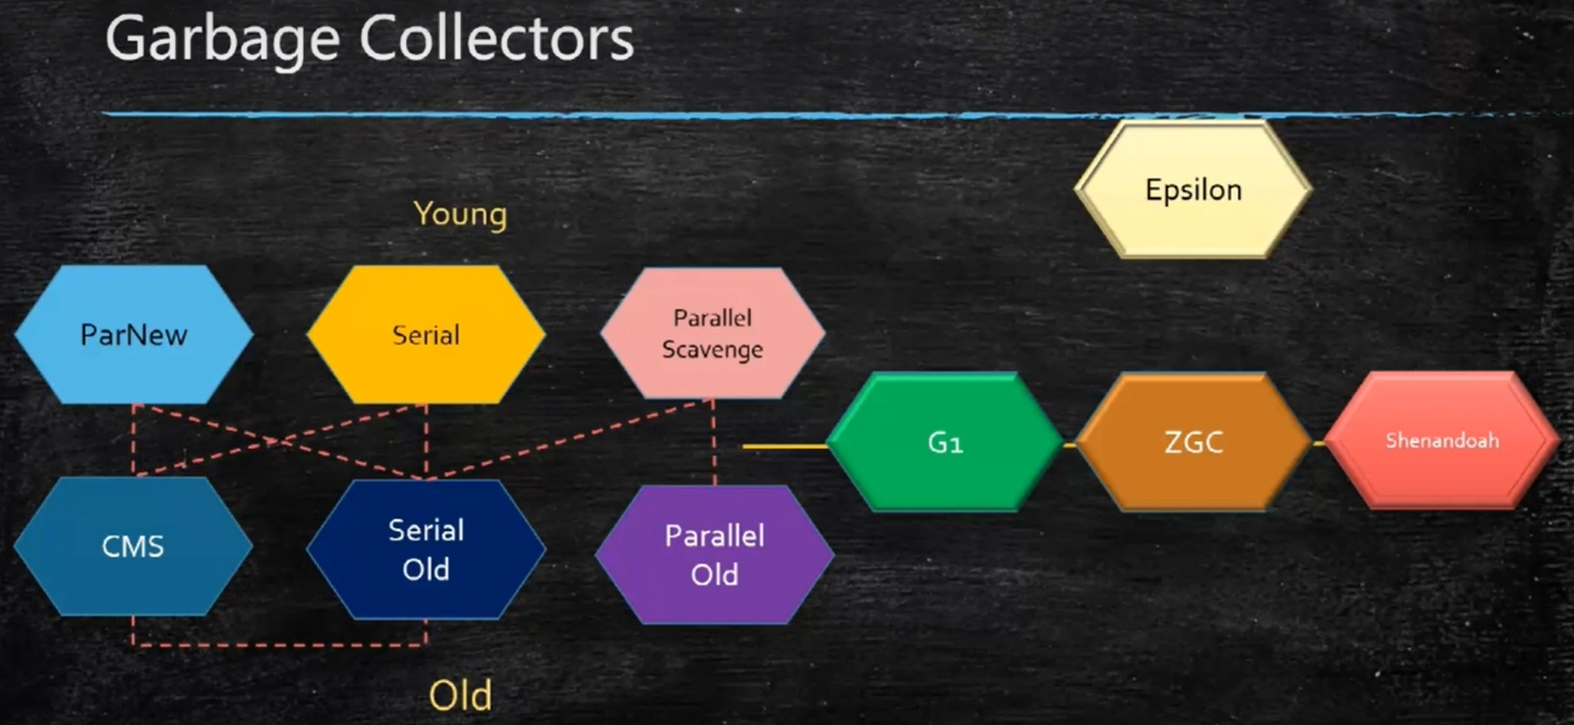 Garbage Collectors
Epsilon
Young
ParNew
Serial
Parallel
Scavenge
G1
ZGC
Shenandoah
CMS
Serial
Old
Parallel
Old
Old